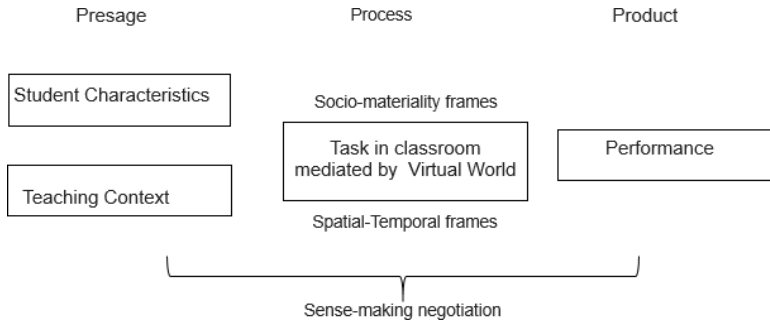 Presage
Process
Product
Student Characteristics
Teaching Context
Socio-materiality frames
Task in classroom
mediated by Virtual World
Spatial-Temporal frames
Performance
Sense-making negotiation